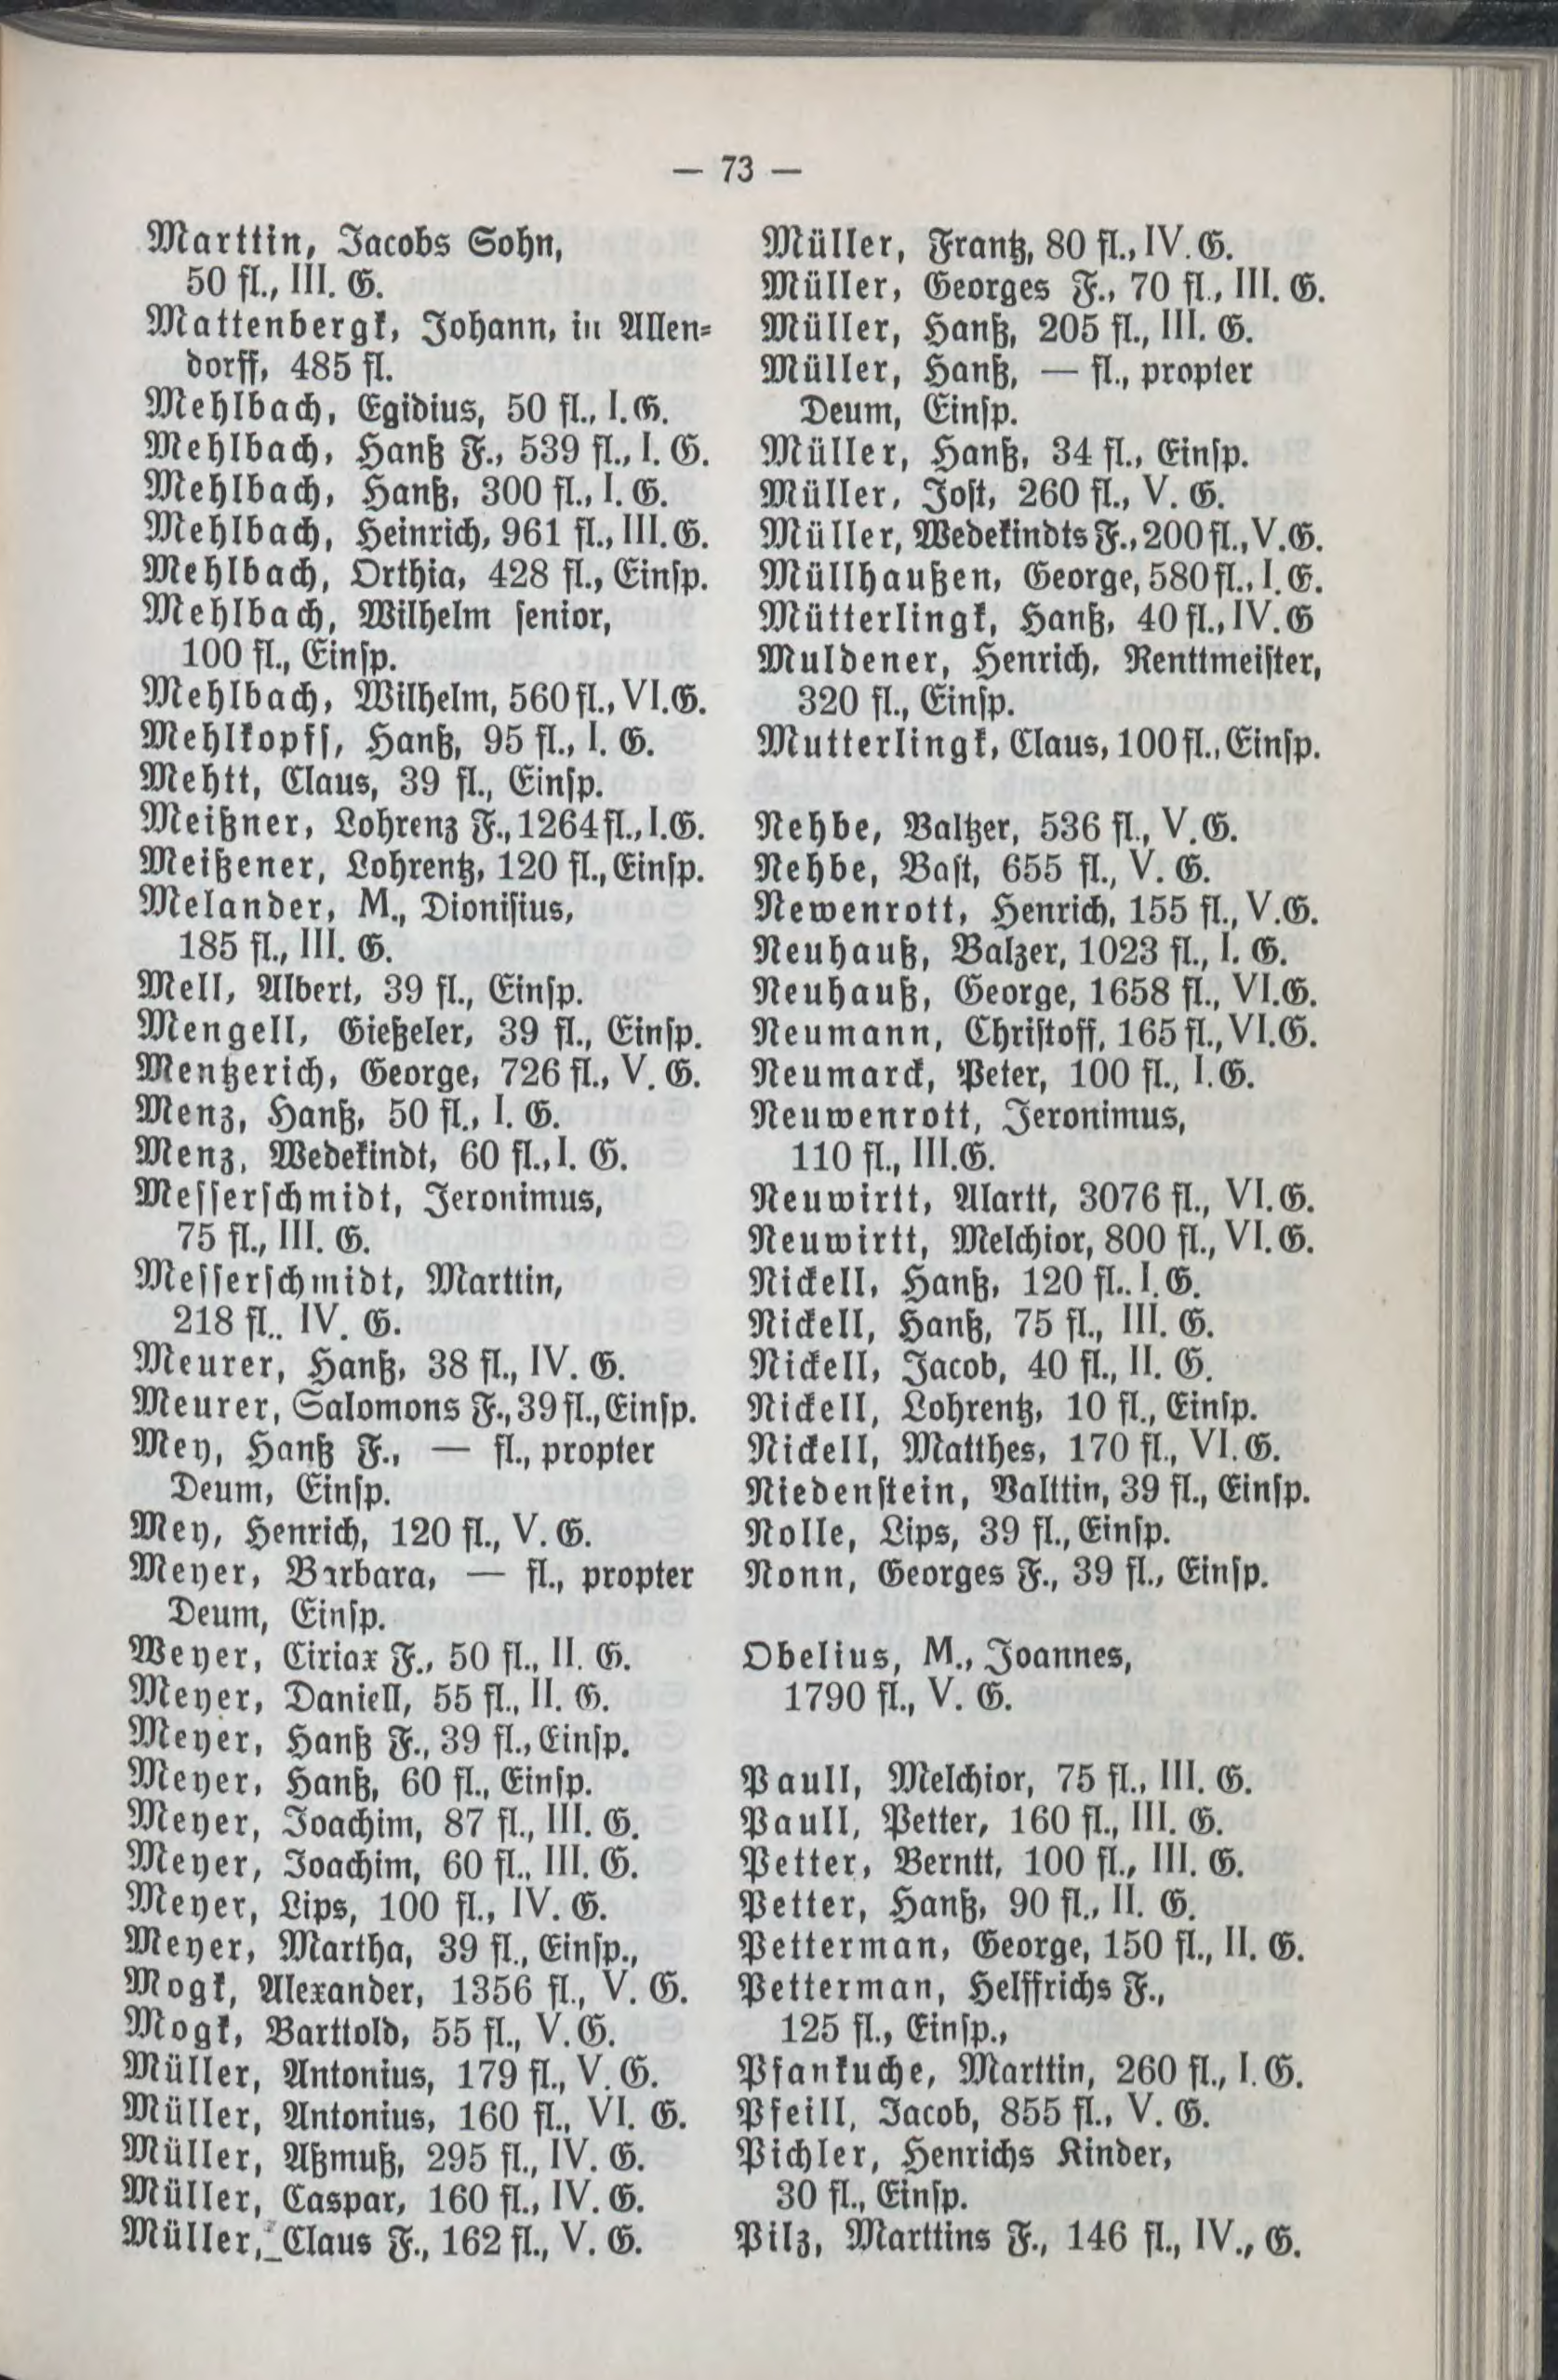 — 73 —
Marttin, Jacobs Sohn,
50 fl., III. G.
Mattenbergk, Johann, in Allen=
dorff, 485 fl.
Mehlbach, Egidius, 50 fl., I. G.
Mehlbach, Hanß F., 539 fl., I. G.
Mehlbach, Hanß, 300 fl., I. G.
Mehlbach, Heinrich, 961 fl., III. G.
Mehlbach, Orthia, 428 fl., Einsp.
Mehlbach, Wilhelm senior,
100 fl., Einsp.
Mehlbach, Wilhelm, 560 fl., VI. G.
Mehlkopff, Hanß, 95 fl., I. G.
Mehtt, Claus, 39 fl., Einsp.
Meißner, Lohrenz F., 1264 fl., I. G.
Meißener, Lohrentz, 120 fl., Einsp.
Melander, M., Dionisius,
185 fl., III. G.
Mell, Albert, 39 fl., Einsp.
Mengell, Gießeler, 39 fl., Einsp.
Mentzerich, George, 726 fl., V. G.
Menz, Hanß, 50 fl., I. G.
Menz, Wedekindt, 60 fl., I. G.
Messerschmidt, Jeronimus,
75 fl., III. G.
Messerschmidt, Marttin,
218 fl.. IV. G.
Meurer, Hanß, 38 fl., IV. G.
Meurer, Salomons F., 39 fl., Einsp.
Mey, Hanß F., — fl., propter
Deum, Einsp.
Mey, Henrich, 120 fl., V. G.
Meyer, Barbara, — fl., propter
Deum, Einsp.
Weyer, Ciriax F., 50 fl., II. G.
Meyer, Daniell, 55 fl., II. G.
Meyer, Hanß F., 39 fl., Einsp.
Meyer, Hanß, 60 fl., Einsp.
Meyer, Joachim, 87 fl., III. G.
Meyer, Joachim, 60 fl., III. G.
Meyer, Lips, 100 fl., IV. G.
Meyer, Martha, 39 fl., Einsp.,
Mogk, Alexander, 1356 fl., V. G.
Mogk, Barttold, 55 fl., V. G.
Müller, Antonius, 179 fl., V. G.
Müller, Antonius, 160 fl., VI. G.
Müller, Aßmuß, 295 fl., IV. G.
Müller, Caspar, 160 fl., IV. G.
Müller, Claus F., 162 fl., V. G.
Müller, Frantz, 80 fl., IV. G.
Müller, Georges F., 70 fl., III. G.
Müller, Hanß, 205 fl., III. G.
Müller, Hanß, — fl., propter
Deum, Einsp.
Müller, Hanß, 34 fl., Einsp.
Müller, Jost, 260 fl., V. G.
Müller, Wedekindts F., 200 fl., V. G.
Müllhaußen, George, 580 fl., I. G.
Mütterlingk, Hanß, 40 fl., IV. G
Muldener, Henrich, Renttmeister,
320 fl., Einsp.
Mutterlingk, Claus, 100 fl., Einsp.
Nehbe, Baltzer, 536 fl., V. G.
Nehbe, Bast, 655 fl., V. G.
Newenrott, Henrich, 155 fl., V. G.
Neuhauß, Balzer, 1023 fl., I. G.
Neuhauß, George, 1658 fl., VI. G.
Neumann, Christoff, 165 fl., VI. G.
Neumarck, Peter, 100 fl., I. G.
Neuwenrott, Jeronimus,
110 fl., III. G.
Neuwirtt, Alartt, 3076 fl., VI. G.
Neuwirtt, Melchior, 800 fl., VI. G.
Nickell, Hanß, 120 fl.. I. G.
Nickell, Hanß, 75 fl., III. G.
Nickell, Jacob, 40 fl., II. G.
Nickell, Lohrentz, 10 fl., Einsp.
Nickell, Matthes, 170 fl., VI. G.
Niedenstein, Valttin, 39 fl., Einsp.
Nolle, Lips, 39 fl., Einsp.
Nonn, Georges F., 39 fl., Einsp.
Obelius, M., Joannes,
1790 fl., V. G.
Paull, Melchior, 75 fl., III. G.
Paull, Petter, 160 fl., III. G.
Petter, Berntt, 100 fl., III. G.
Petter, Hanß, 90 fl., II. G.
Petterman, George, 150 fl., II. G.
Petterman, Helffrichs F.,
125 fl., Einsp.,
Pfankuche, Marttin, 260 fl., I. G.
Pfeill, Jacob, 855 fl., V. G.
Pichler, Henrichs Kinder,
30 fl., Einsp.
Pilz, Marttins F., 146 fl., IV., G.